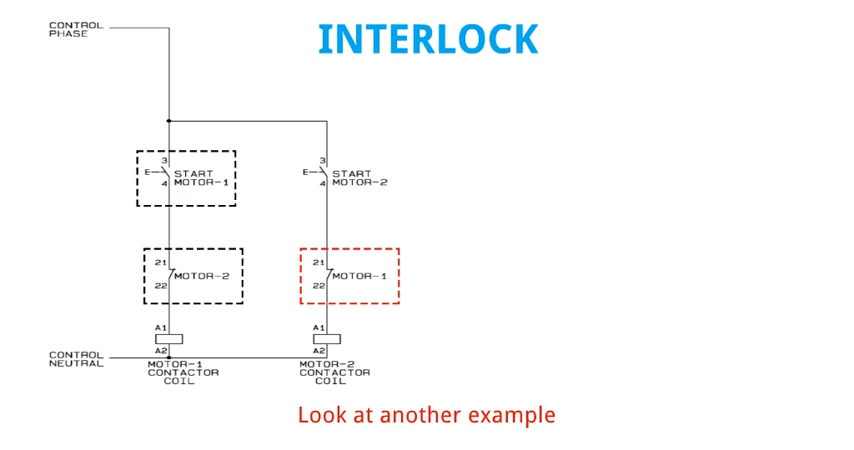 INTERLOCK
CONTROL
PHASE
3
E
4
START
MOTOR-1
3
E
4
START
MOTOR-2
21
MOTOR-2
22
21
MOTOR-1
22
A1
A2
A1
A2
CONTROL
NEUTRAL
MOTOR-1
CONTACTOR
COIL
MOTOR-2
CONTACTOR
COIL
Look at another example